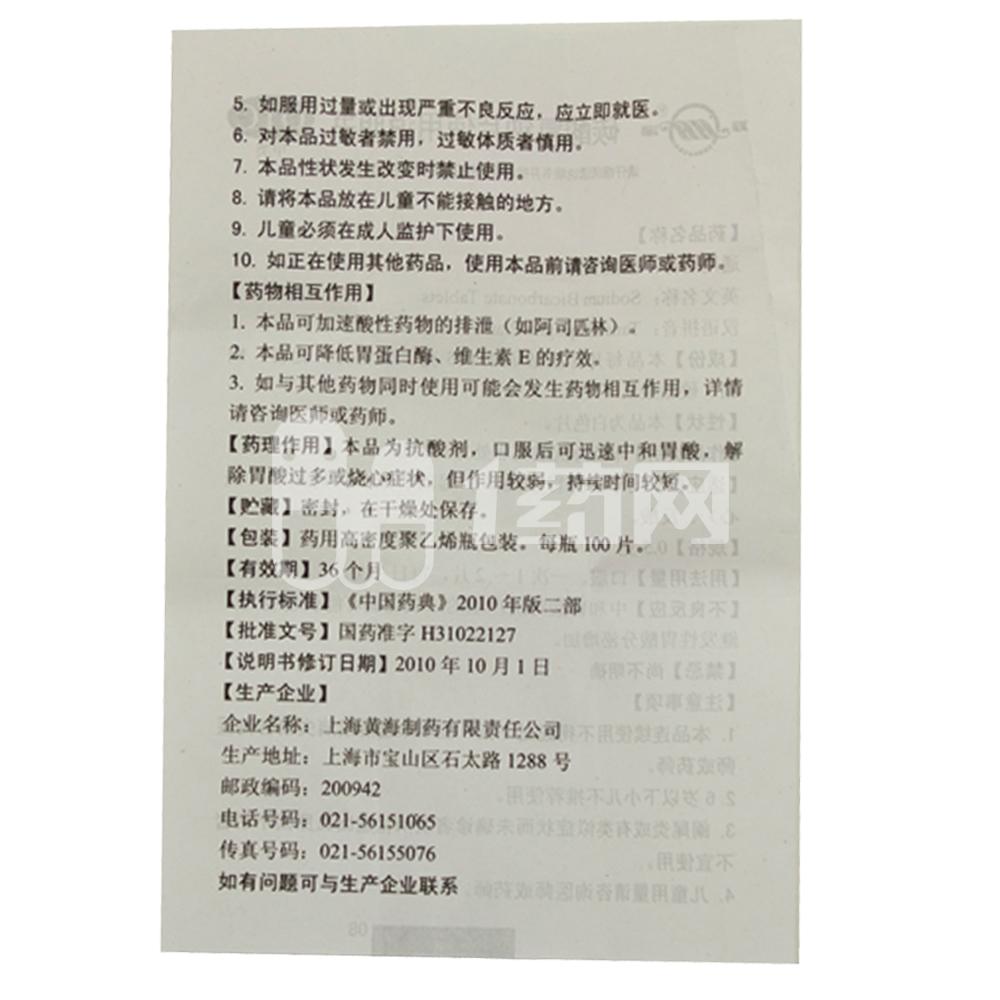 5. 如服用过量或出现严重不良反应，应立即就医。
6. 对本品过敏者禁用，过敏体质者慎用。
7. 本品性状发生改变时禁止使用。
8. 请将本品放在儿童不能接触的地方。
9. 儿童必须在成人监护下使用。
10. 如正在使用其他药品，使用本品前请咨询医师或药师。
【药物相互作用】
1. 本品可加速酸性药物的排泄（如阿司匹林）。
2. 本品可降低胃蛋白酶、维生素 E 的疗效。
3. 如与其他药物同时使用可能会发生药物相互作用，详情
请咨询医师或药师。
【药理作用】本品为抗酸剂，口服后可迅速中和胃酸，解
除胃酸过多或烧心症状，但作用较弱，持续时间较短。
【贮藏】密封，在干燥处保存。
【包装】药用高密度聚乙烯瓶包装。每瓶 100 片。
【有效期】36 个月
【执行标准】《中国药典》2010 年版二部
【批准文号】国药准字 H31022127
【说明书修订日期】2010 年 10 月 1 日
【生产企业】
企业名称：上海黄海制药有限责任公司
生产地址：上海市宝山区石太路 1288 号
邮政编码：200942
电话号码：021-56151065
传真号码：021-56155076
如有问题可与生产企业联系
1药网